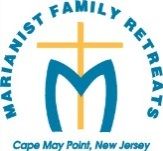 MARIANIST FAMILY RETREATS
Cape May Point, New Jersey